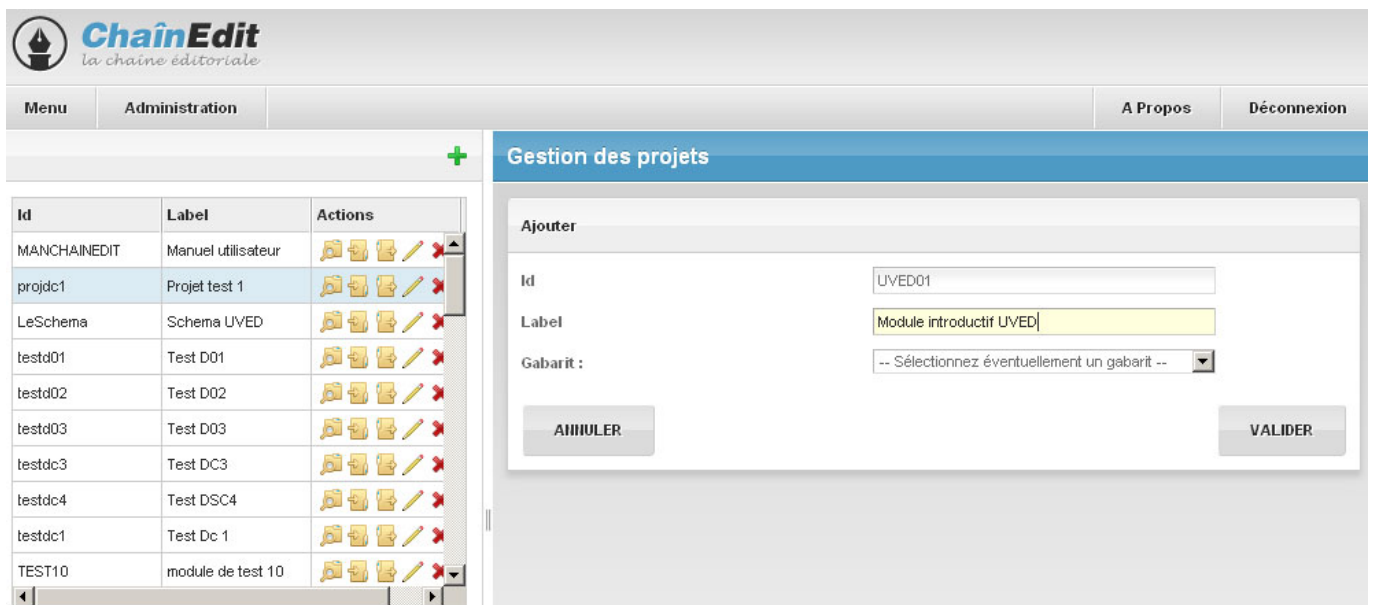 ChaînEdit
la chaîne éditoriale
Menu Administration A Propos Déconnexion
Gestion des projets
Id Label Actions
MANCHAINEDIT Manuel utilisateur
projdc1 Projet test 1
LeSchema Schema UVED
testd01 Test D01
testd02 Test D02
testd03 Test D03
testdc3 Test DC3
testdc4 Test DSC4
testdc1 Test Dc 1
TEST10 module de test 10
Ajouter
Id UVED01
Label Module introductif UVED
Gabarit : -- Sélectionnez éventuellement un gabarit --
ANNULER VALIDER